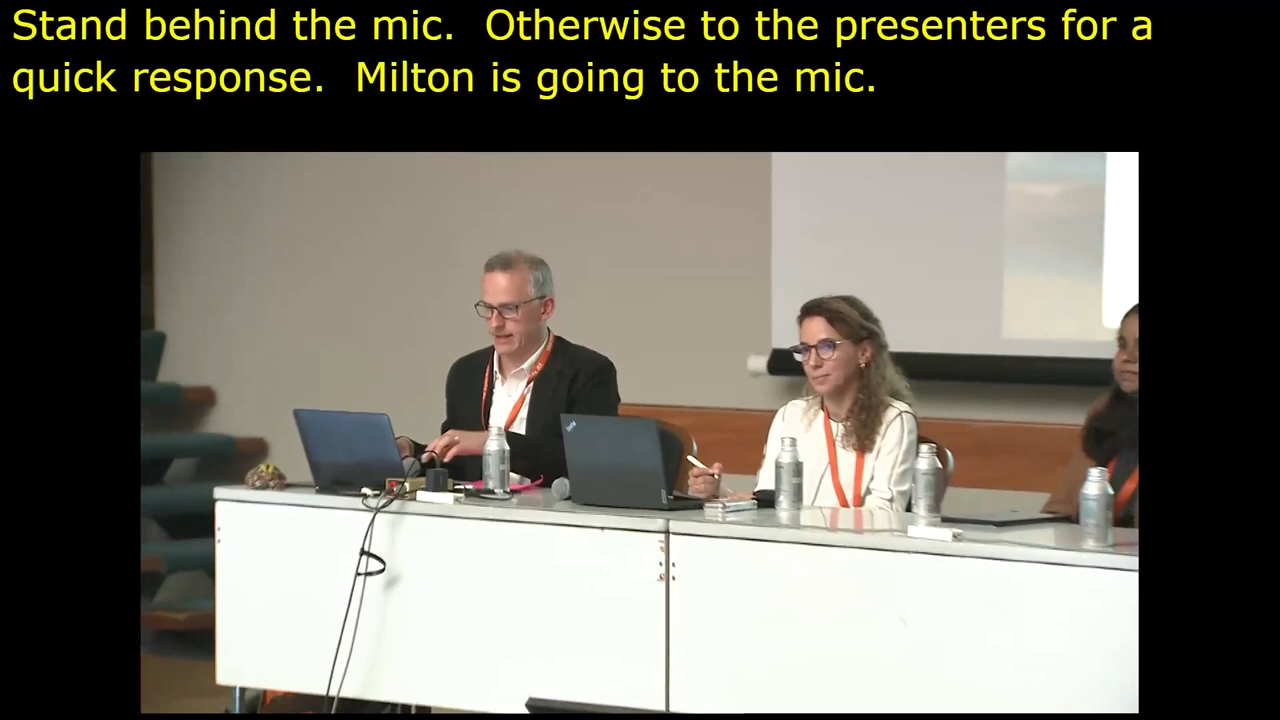 Stand behind the mic.  Otherwise to the presenters for a
quick response.  Milton is going to the mic.